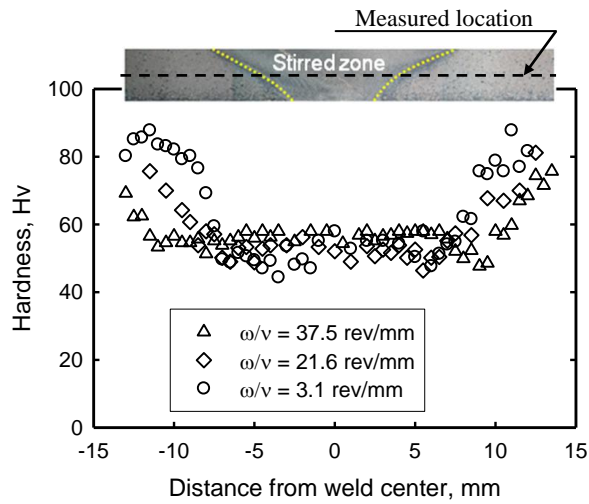 Measured location
Stirred zone
100
80
60
40
20
0
Hardness, Hv
ω/ν = 37.5 rev/mm
ω/ν = 21.6 rev/mm
ω/ν = 3.1 rev/mm
-15 -10 -5 0 5 10 15
Distance from weld center, mm